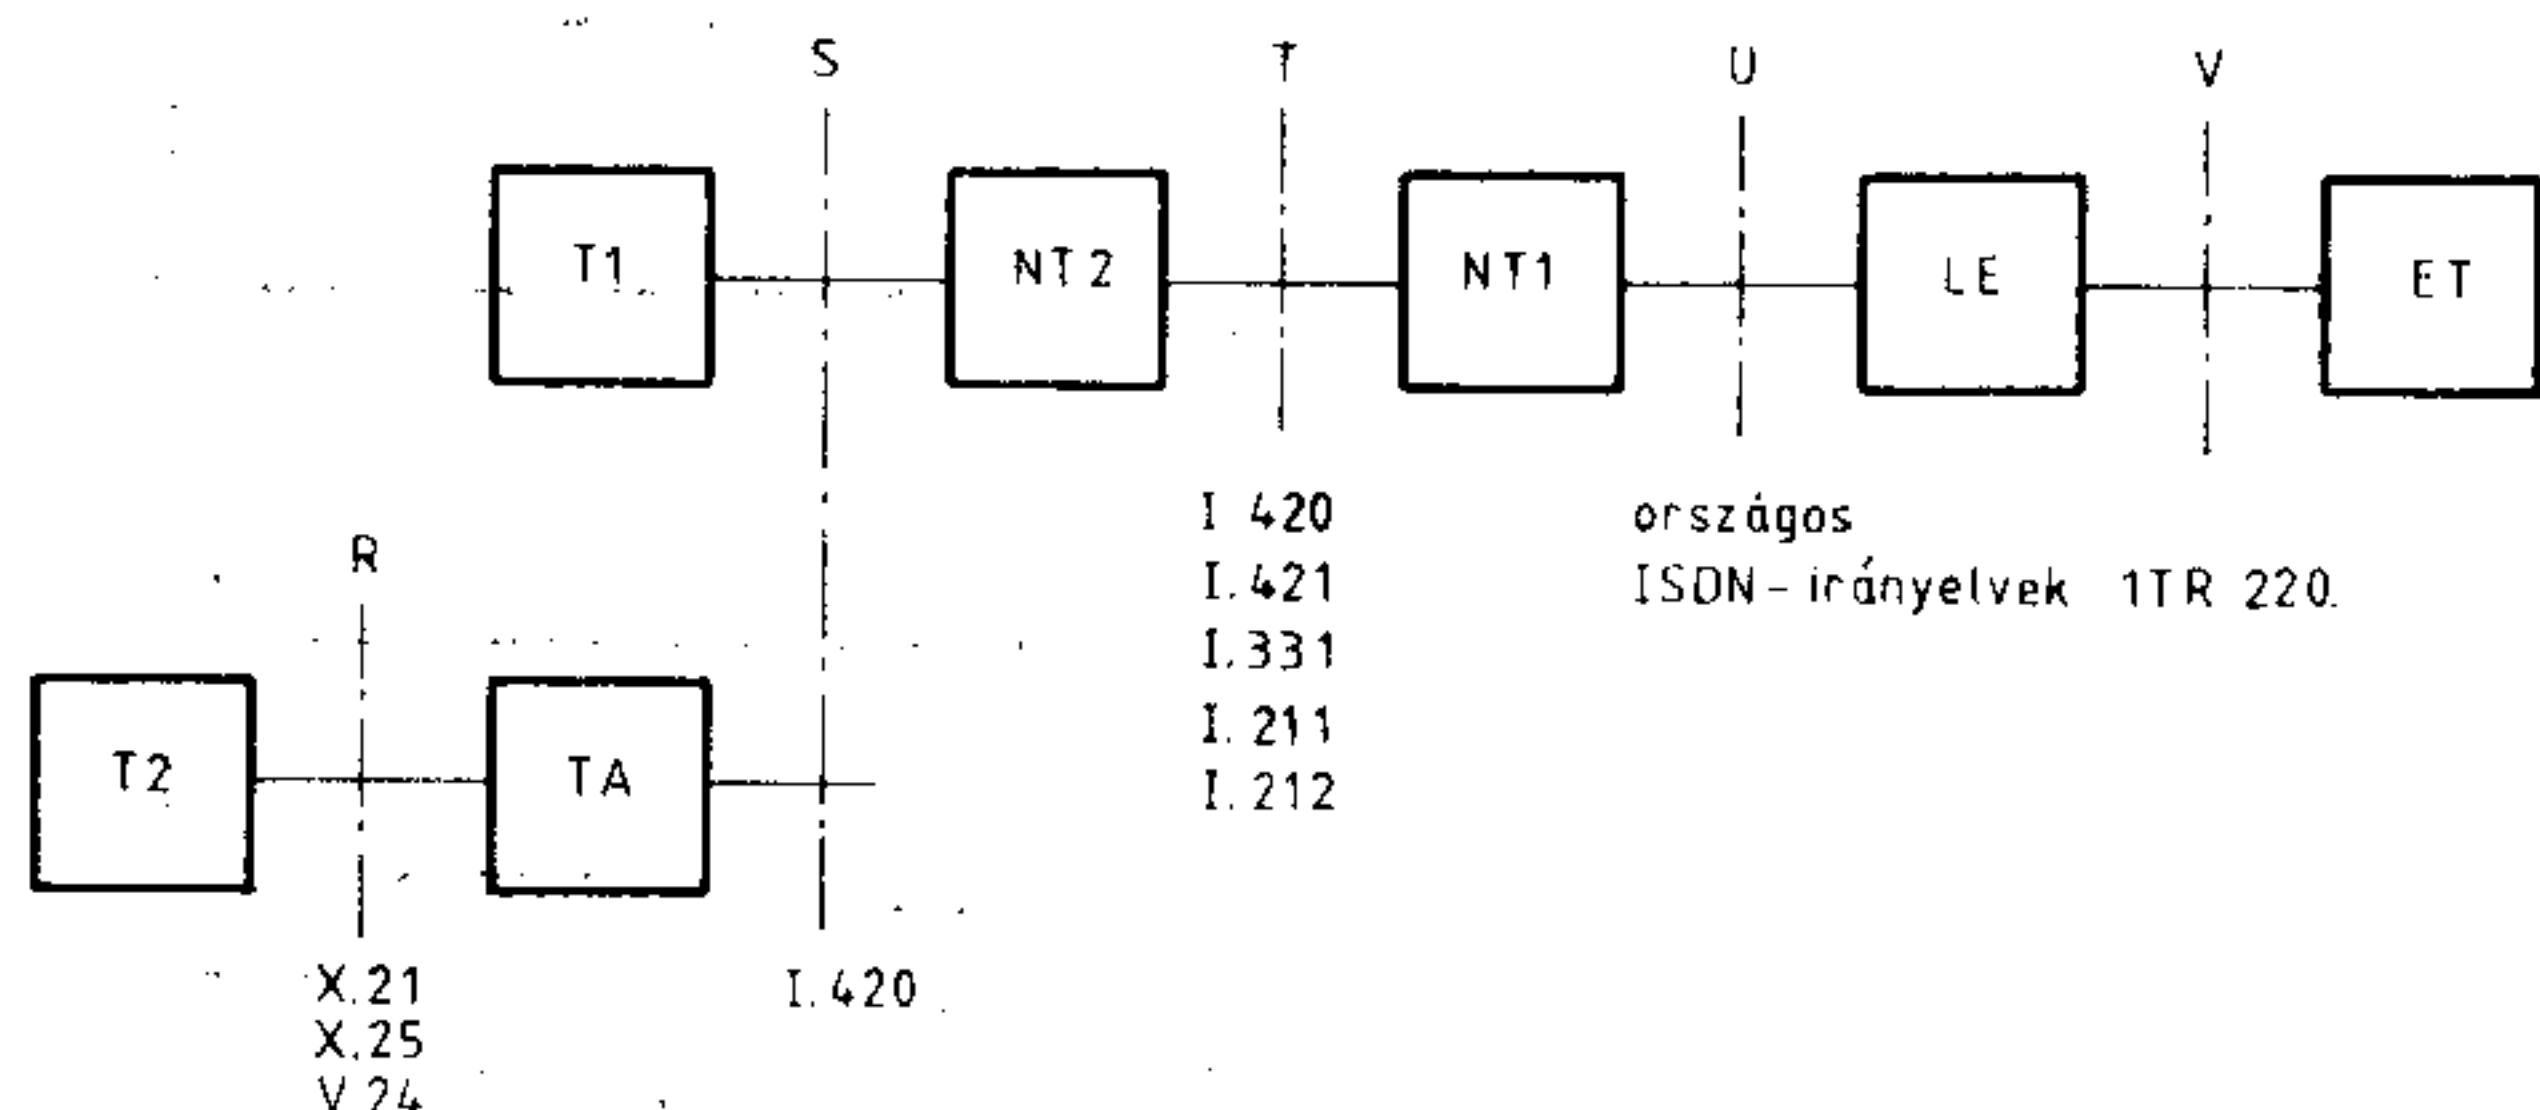 S
T
U
V
T1
NT2
NT1
LE
ET
I 420
I.421
I.331
I.211
I.212
országos
ISDN-irányelvek 1TR 220.
R
T2
TA
X.21
X.25
V.24
I.420